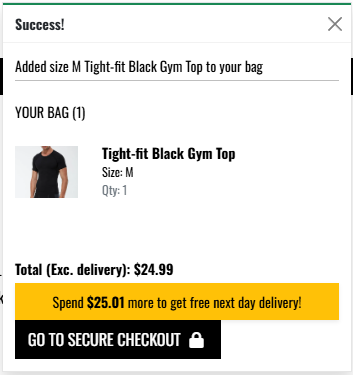 Success!
Added size M Tight-fit Black Gym Top to your bag
YOUR BAG (1)
Tight-fit Black Gym Top
Size: M
Qty: 1
Total (Exc. delivery): $24.99
Spend $25.01 more to get free next day delivery!
GO TO SECURE CHECKOUT